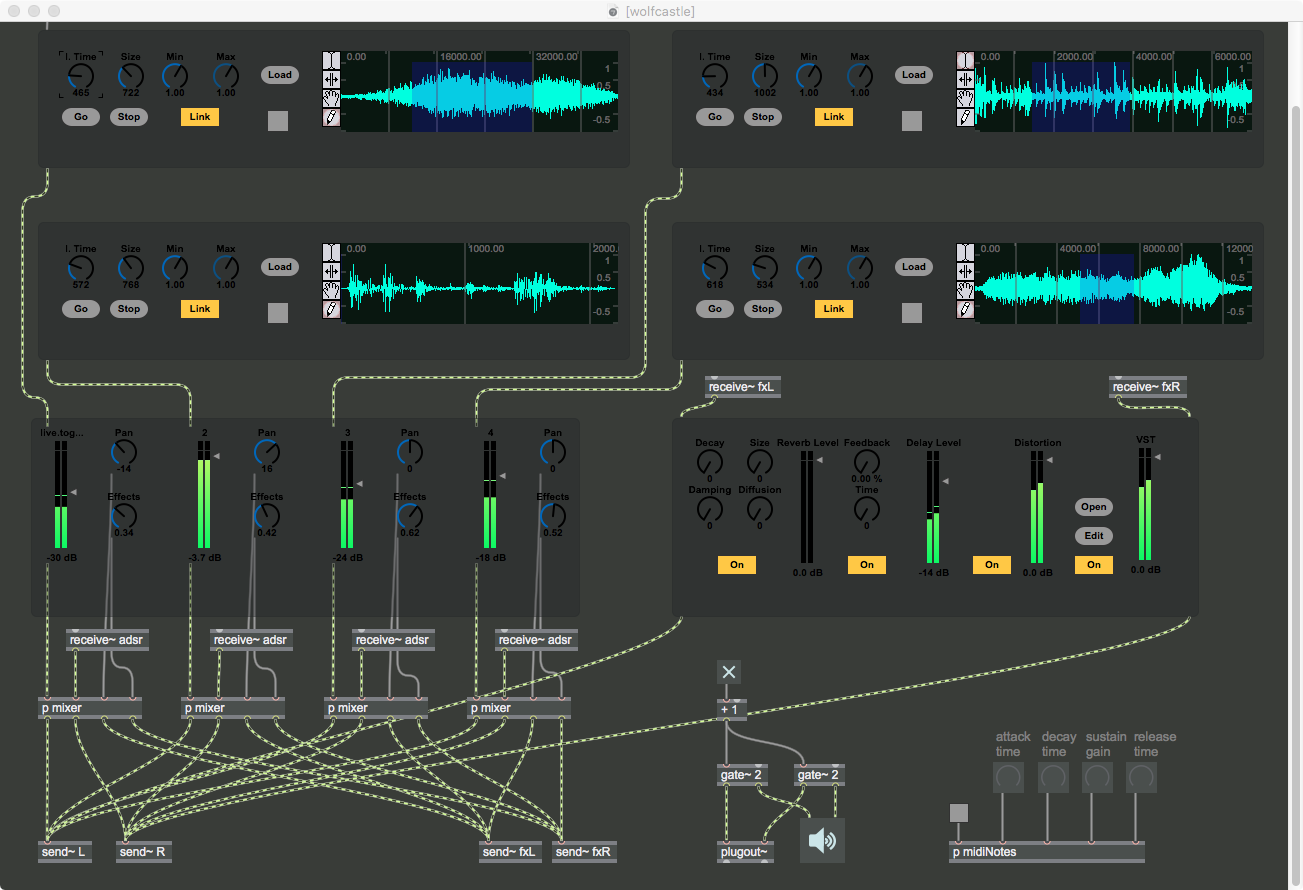 [wolfcastle]
I. Time Size Min Max Load 0.00 16000.00 32000.00
465 722 1.00 1.00
1
0.5
-0.5
Go Stop Link
I. Time Size Min Max Load 0.00 2000.00 4000.00 6000.00
434 1002 1.00 1.00
1
0.5
-0.5
Go Stop Link
I. Time Size Min Max Load 0.00 1000.00 2000.
572 768 1.00 1.00
1
0.5
-0.5
Go Stop Link
I. Time Size Min Max Load 0.00 4000.00 8000.00 12000
618 534 1.00 1.00
1
0.5
-0.5
Go Stop Link
receive~ fxL
receive~ fxR
live.tog... Pan 2 Pan 3 Pan 4 Pan
-14 16 0 0
Effects Effects Effects Effects
0.34 0.42 0.62 0.52
-30 dB -3.7 dB -24 dB -18 dB
Decay Size Reverb Level Feedback Delay Level Distortion VST
0 0 0.00 %
Damping Diffusion Time
0 0 0
Open
Edit
On On On On
0.0 dB -14 dB 0.0 dB 0.0 dB
receive~ adsr receive~ adsr receive~ adsr receive~ adsr
p mixer p mixer p mixer p mixer
+ 1
gate~ 2 gate~ 2
send~ L send~ R send~ fxL send~ fxR
plugout~
attack time
decay time
sustain gain
release time
p midiNotes